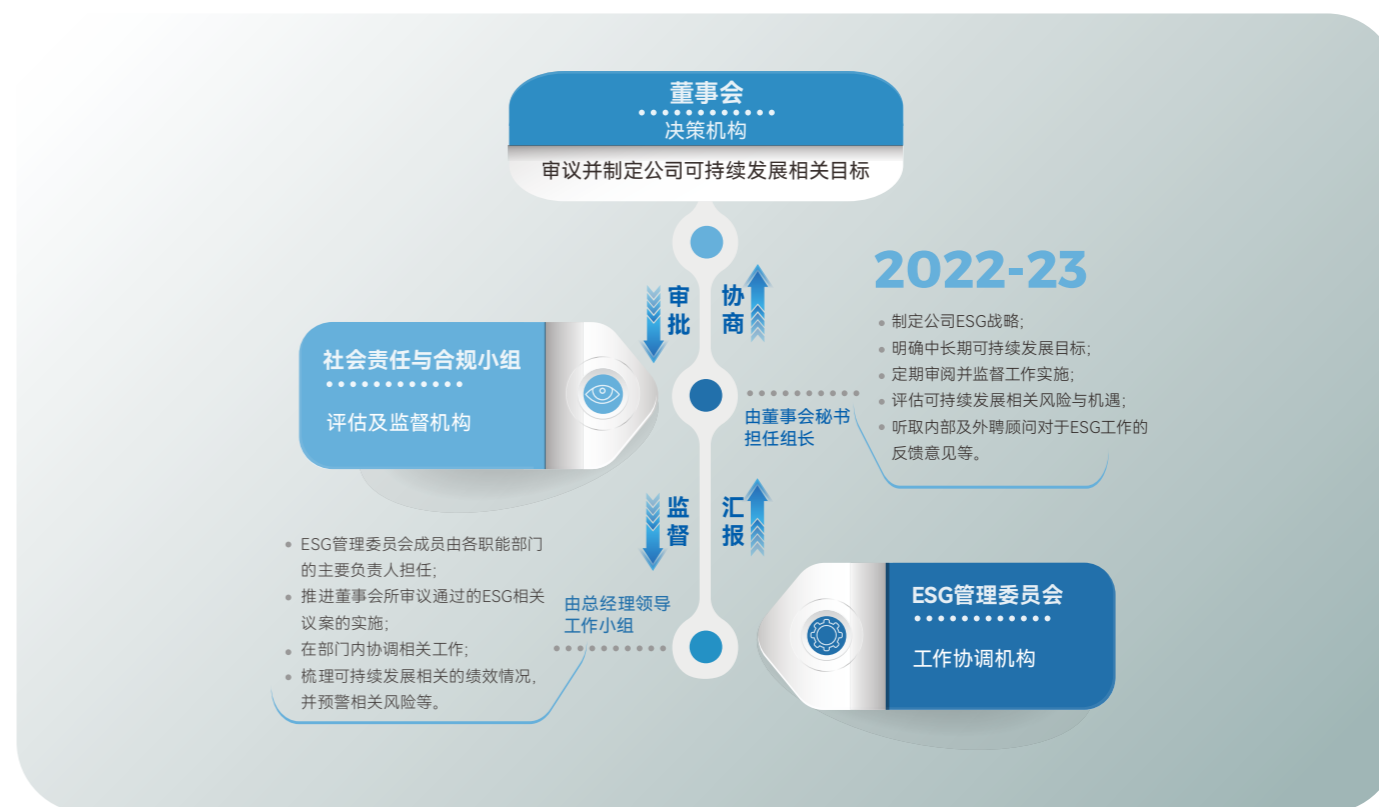 董事会
决策机构
审议并制定公司可持续发展相关目标
审批
协商
2022-23
制定公司ESG战略;
明确中长期可持续发展目标;
定期审阅并监督工作实施;
评估可持续发展相关风险与机遇;
听取内部及外聘顾问对于ESG工作的
反馈意见等。
社会责任与合规小组
评估及监督机构
由董事会秘书
担任组长
监督
汇报
ESG管理委员会成员由各职能部门
的主要负责人担任;
推进董事会所审议通过的ESG相关
议案的实施;
在部门内协调相关工作;
梳理可持续发展相关的绩效情况,
并预警相关风险等。
由总经理领导
工作小组
ESG管理委员会
工作协调机构